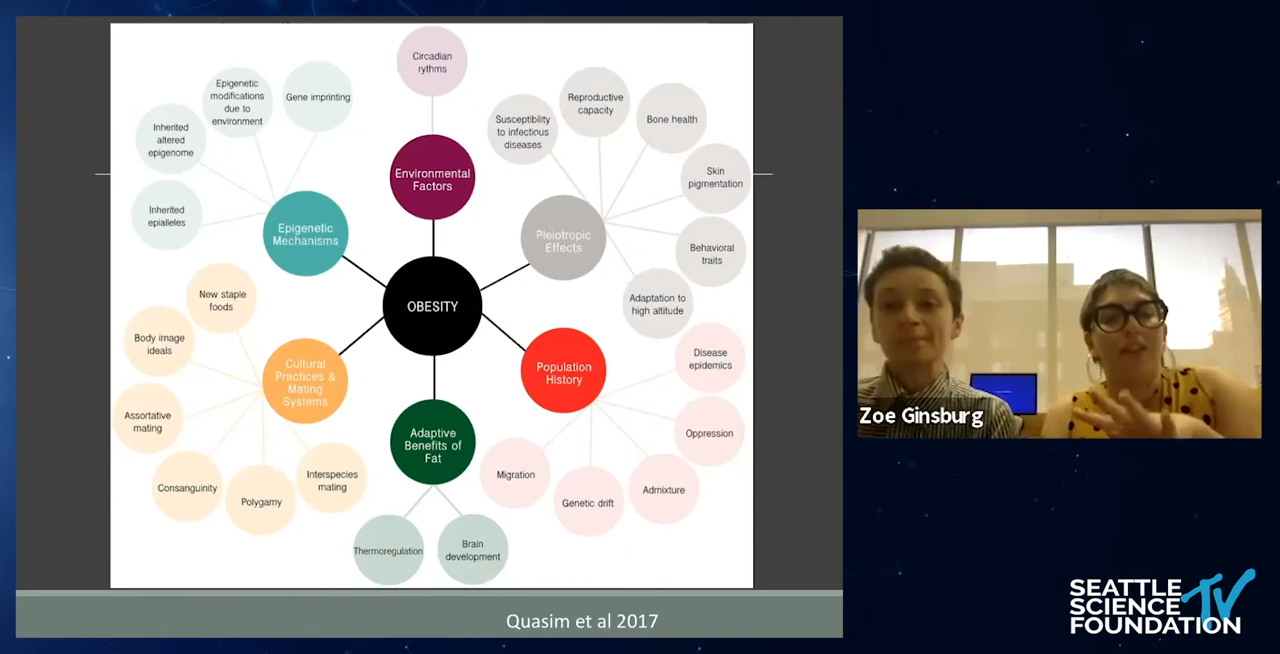 Circadian
rythms
Epigenetic
modifications
due to
environment
Gene imprinting
Inherited
altered
epigenome
Inherited
epialleles
Epigenetic
Mechanisms
Environmental
Factors
Susceptibility
to infectious
diseases
Reproductive
capacity
Bone health
Skin
pigmentation
Behavioral
traits
Adaptation to
high altitude
Pleiotropic
Effects
OBESITY
New staple
foods
Body image
ideals
Assortative
mating
Consanguinity
Polygamy
Interspecies
mating
Cultural
Practices &
Mating
Systems
Adaptive
Benefits of
Fat
Thermoregulation
Brain
development
Population
History
Disease
epidemics
Oppression
Admixture
Genetic drift
Migration
Quasim et al 2017
Zoe Ginsburg
SEATTLE
SCIENCE TV
FOUNDATION